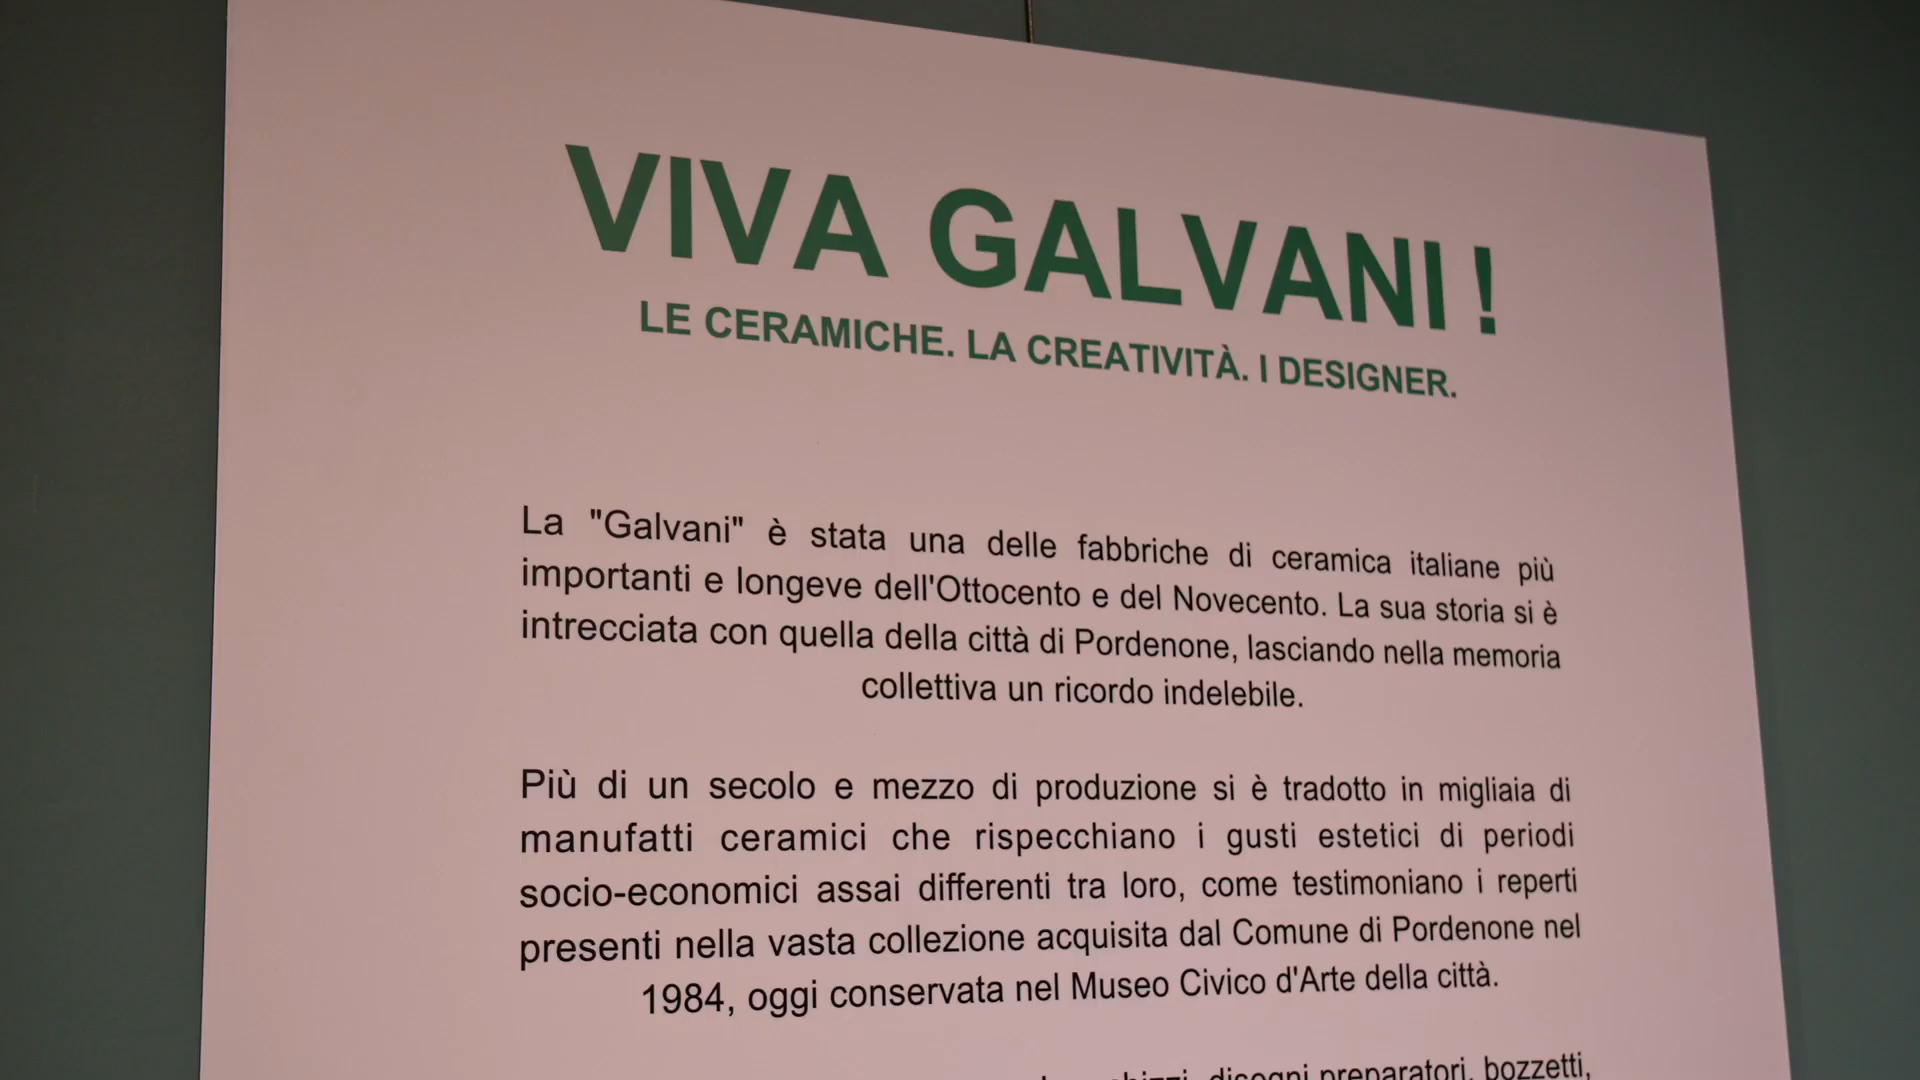 VIVA GALVANI !
LE CERAMICHE. LA CREATIVITÀ. I DESIGNER.
La "Galvani" è stata una delle fabbriche di ceramica italiane più
importanti e longeve dell'Ottocento e del Novecento. La sua storia si è
intrecciata con quella della città di Pordenone, lasciando nella memoria
collettiva un ricordo indelebile.
Più di un secolo e mezzo di produzione si è tradotto in migliaia di
manufatti ceramici che rispecchiano i gusti estetici di periodi
socio-economici assai differenti tra loro, come testimoniano i reperti
presenti nella vasta collezione acquisita dal Comune di Pordenone nel
1984, oggi conservata nel Museo Civico d'Arte della città.
disegni preparatori, bozzetti,